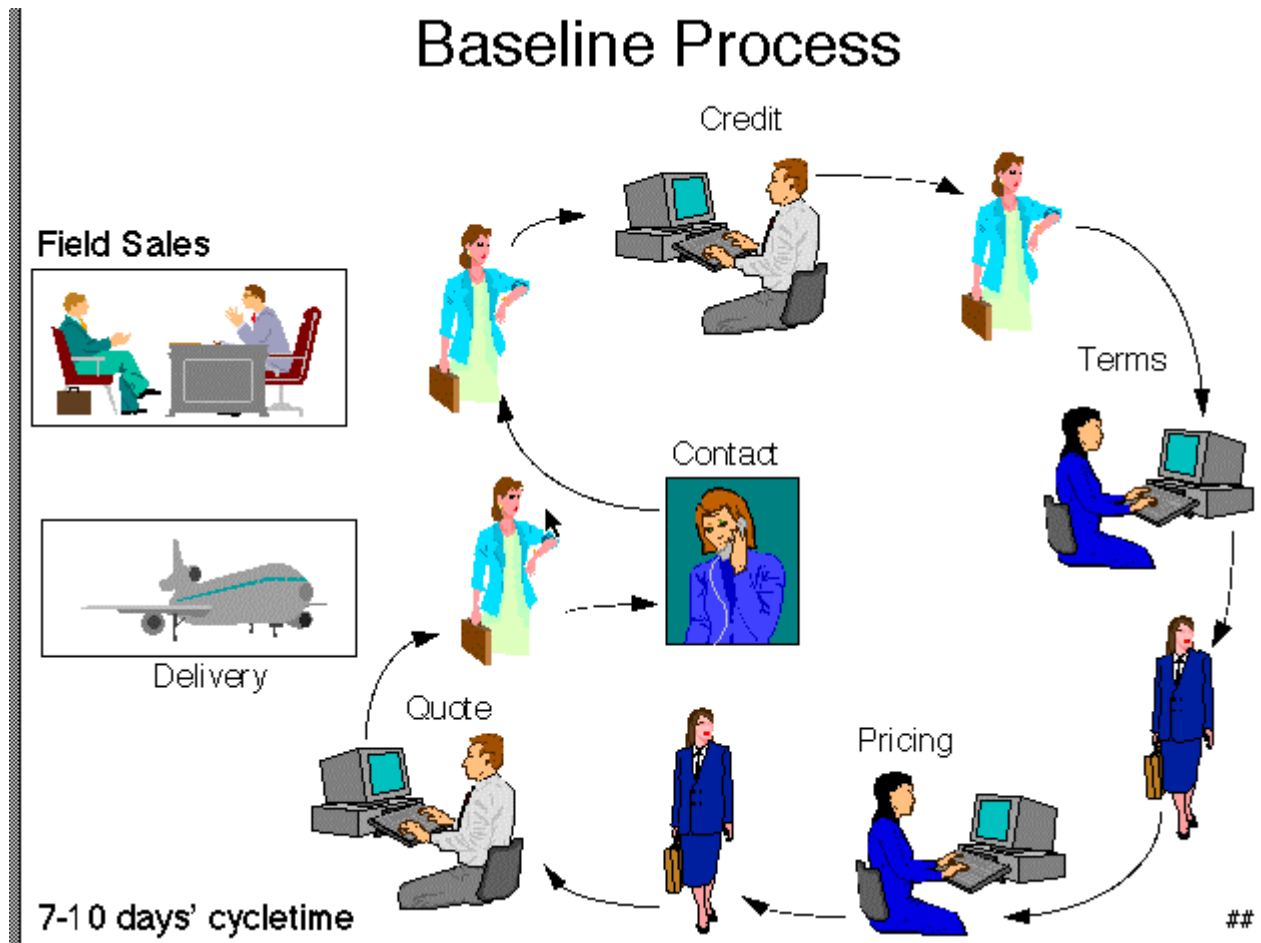 Baseline Process
Credit
Field Sales
Terms
Contact
Delivery
Quote
Pricing
7-10 days' cycletime
##